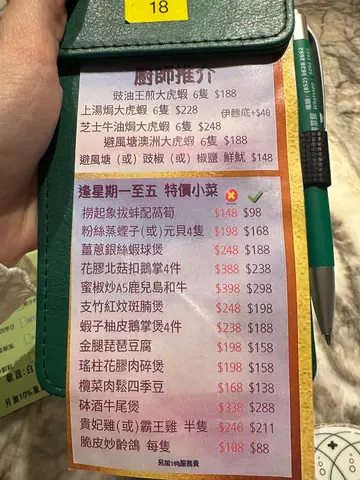 18
廚師推介
豉油王煎大虎蝦 6隻 $188
上湯焗大虎蝦 6隻 $228 伊麵底+$40
芝士牛油焗大虎蝦 6隻 $248
避風塘澳洲大虎蝦 6隻 $188
避風塘(或)豉椒(或)椒鹽 鮮魷 $148
逢星期一至五 特價小菜
撈起象拔蚌配萵筍 $148 $98
粉絲蒸蟶子(或)元貝4隻 $198 $168
薑蔥銀絲蝦球煲 $248 $188
花膠北菇扣鵝掌4件 $388 $238
蜜椒炒A5鹿兒島和牛 $398 $298
支竹紅炆斑腩煲 $248 $198
蝦子柚皮鵝掌煲4件 $238 $188
金腿琵琶豆腐 $198 $158
瑤柱花膠肉碎煲 $198 $158
欖菜肉鬆四季豆 $168 $138
砵酒牛尾煲 $338 $288
貴妃雞(或)霸王雞 半隻 $248 $211
脆皮妙齡鴿 每隻 $108 $88
另加10%服務費